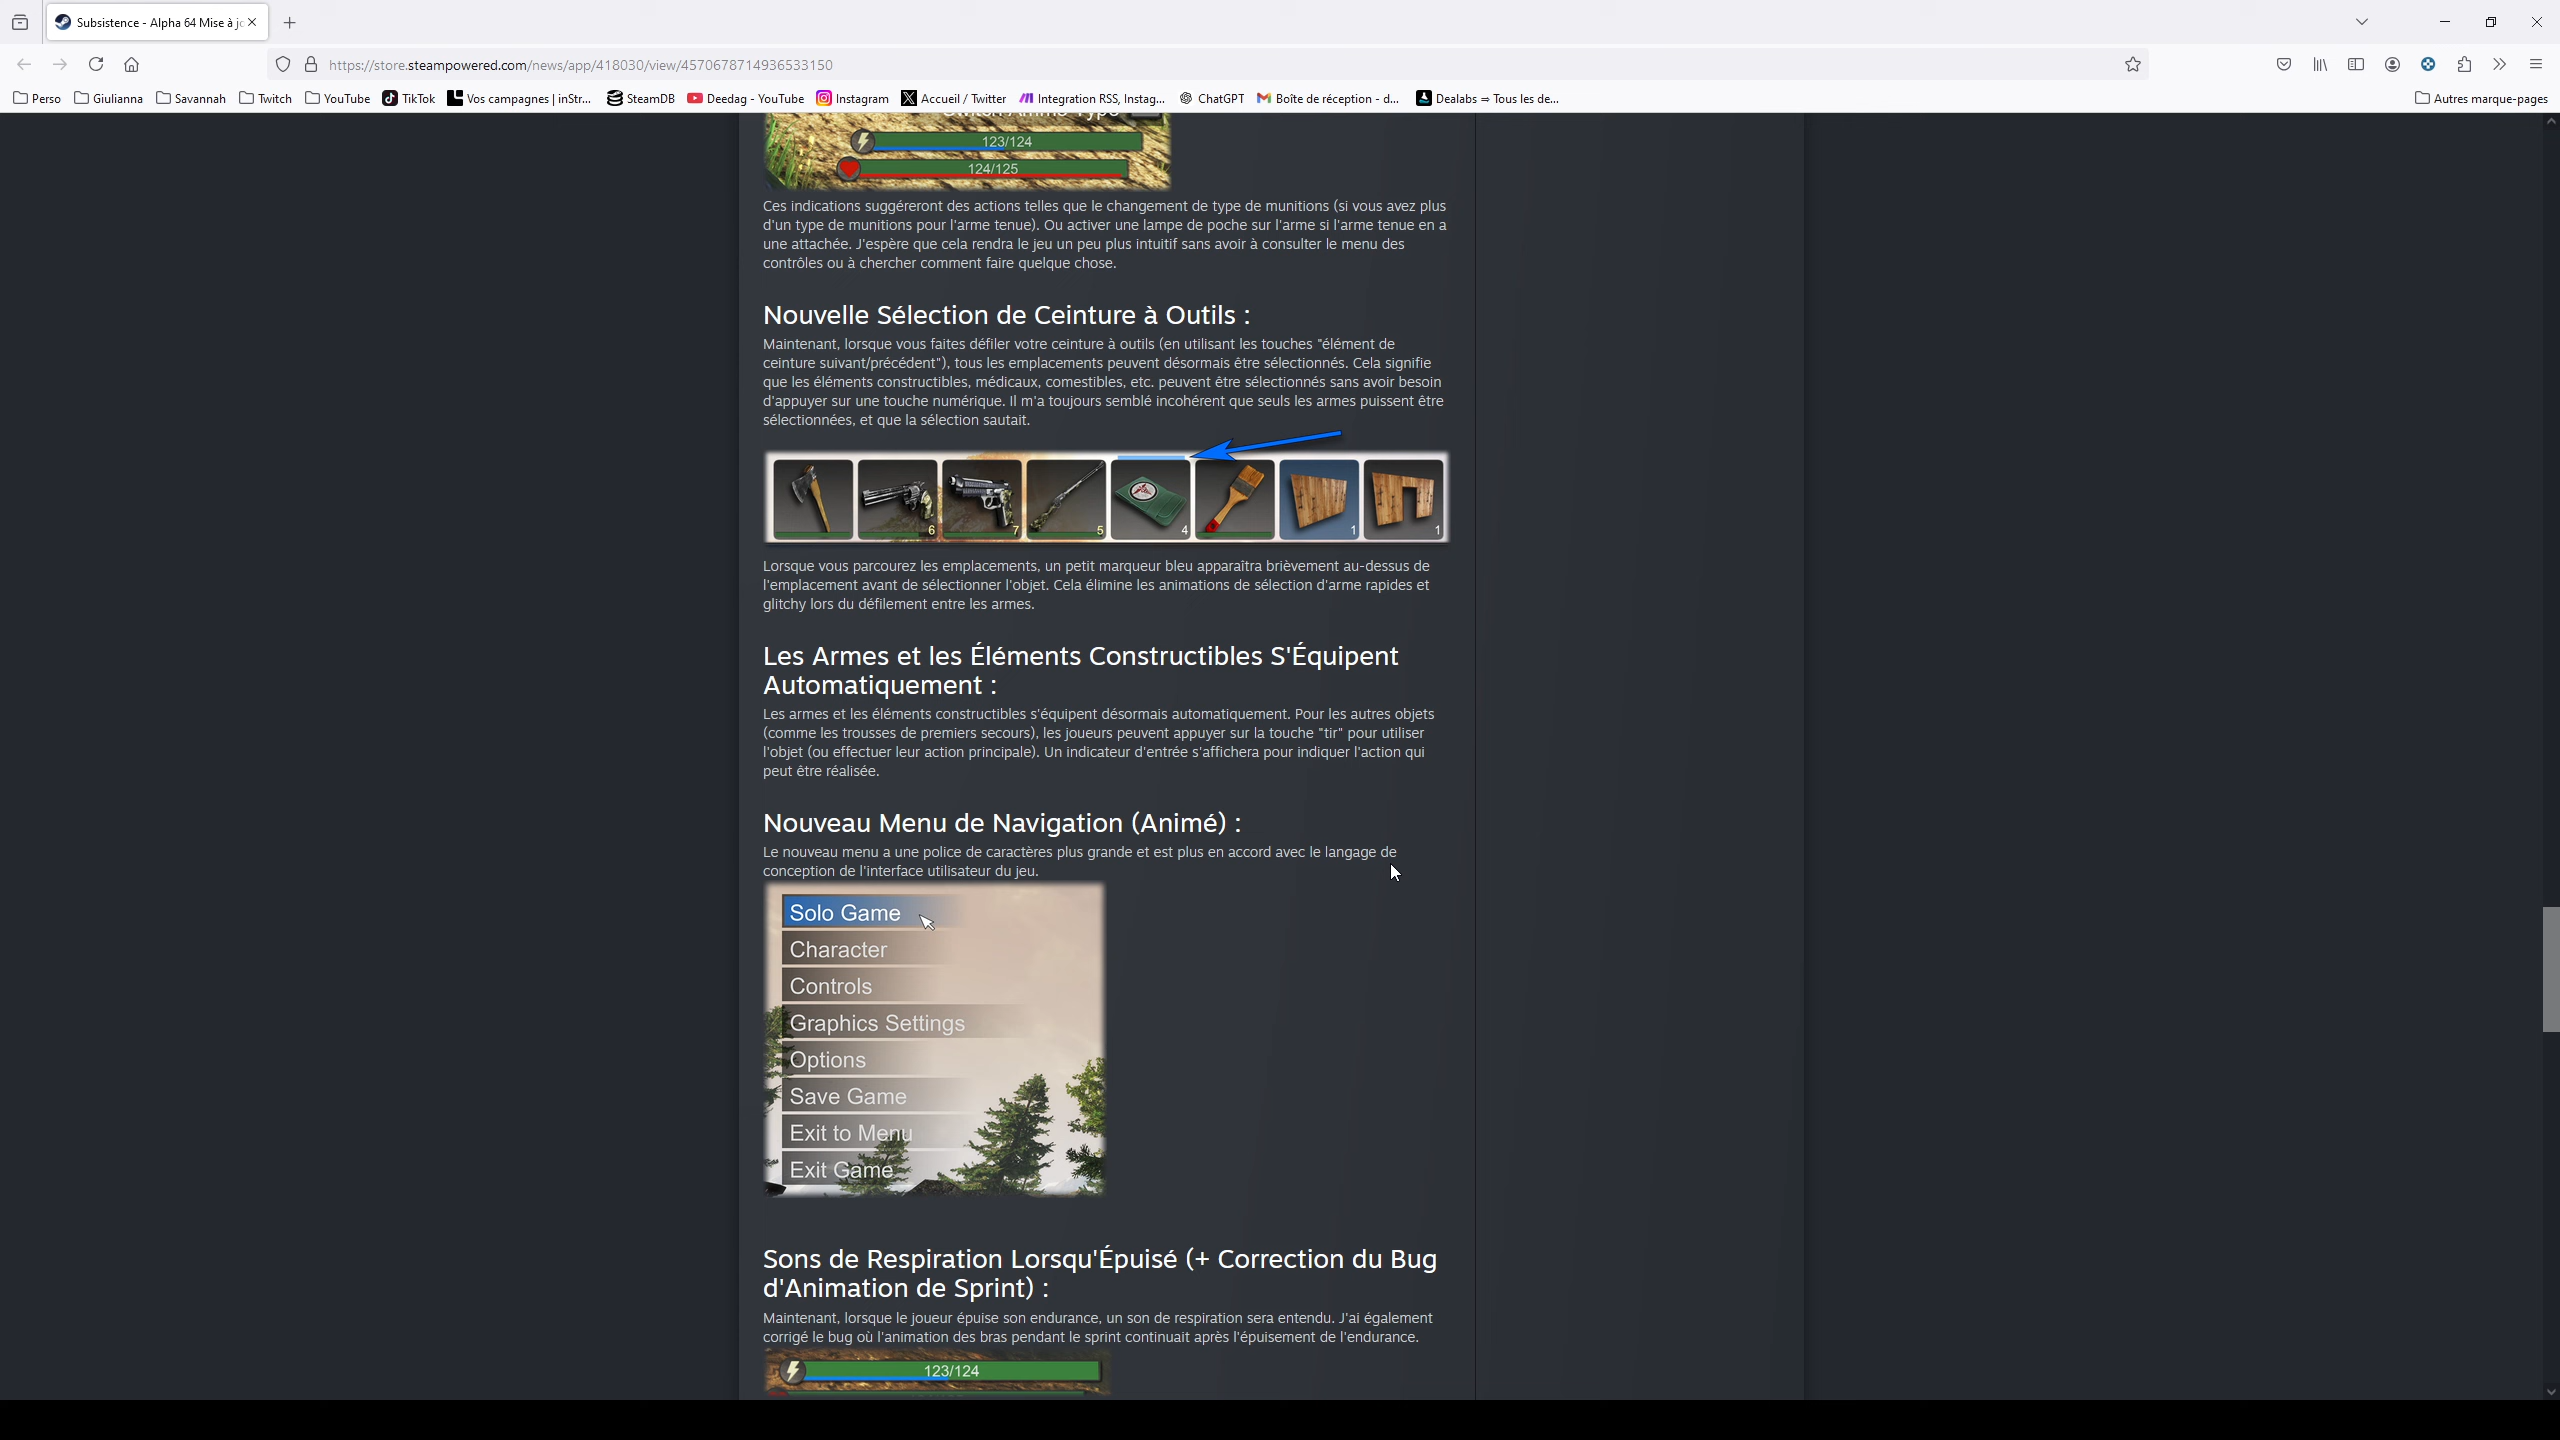 Subsistence - Alpha 64 Mise à jo
https://store.steampowered.com/news/app/418030/view/4570678714936533150
Perso Giulianna Savannah Twitch YouTube TikTok Vos campagnes | inStr... SteamDB Deedag - YouTube Instagram Accueil / Twitter Integration RSS, Instag... ChatGPT Boîte de réception - d... Dealabs ⇒ Tous les de... Autres marque-pages
Switch Ammo Type
123/124
124/125
Ces indications suggéreront des actions telles que le changement de type de munitions (si vous avez plus
d'un type de munitions pour l'arme tenue). Ou activer une lampe de poche sur l'arme si l'arme tenue en a
une attachée. J'espère que cela rendra le jeu un peu plus intuitif sans avoir à consulter le menu des
contrôles ou à chercher comment faire quelque chose.
Nouvelle Sélection de Ceinture à Outils :
Maintenant, lorsque vous faites défiler votre ceinture à outils (en utilisant les touches "élément de
ceinture suivant/précédent"), tous les emplacements peuvent désormais être sélectionnés. Cela signifie
que les éléments constructibles, médicaux, comestibles, etc. peuvent être sélectionnés sans avoir besoin
d'appuyer sur une touche numérique. Il m'a toujours semblé incohérent que seuls les armes puissent être
sélectionnées, et que la sélection sautait.
6 7 5 4 1 1
Lorsque vous parcourez les emplacements, un petit marqueur bleu apparaîtra brièvement au-dessus de
l'emplacement avant de sélectionner l'objet. Cela élimine les animations de sélection d'arme rapides et
glitchy lors du défilement entre les armes.
Les Armes et les Éléments Constructibles S'Équipent
Automatiquement :
Les armes et les éléments constructibles s'équipent désormais automatiquement. Pour les autres objets
(comme les trousses de premiers secours), les joueurs peuvent appuyer sur la touche "tir" pour utiliser
l'objet (ou effectuer leur action principale). Un indicateur d'entrée s'affichera pour indiquer l'action qui
peut être réalisée.
Nouveau Menu de Navigation (Animé) :
Le nouveau menu a une police de caractères plus grande et est plus en accord avec le langage de
conception de l'interface utilisateur du jeu.
Solo Game
Character
Controls
Graphics Settings
Options
Save Game
Exit to Menu
Exit Game
Sons de Respiration Lorsqu'Épuisé (+ Correction du Bug
d'Animation de Sprint) :
Maintenant, lorsque le joueur épuise son endurance, un son de respiration sera entendu. J'ai également
corrigé le bug où l'animation des bras pendant le sprint continuait après l'épuisement de l'endurance.
123/124